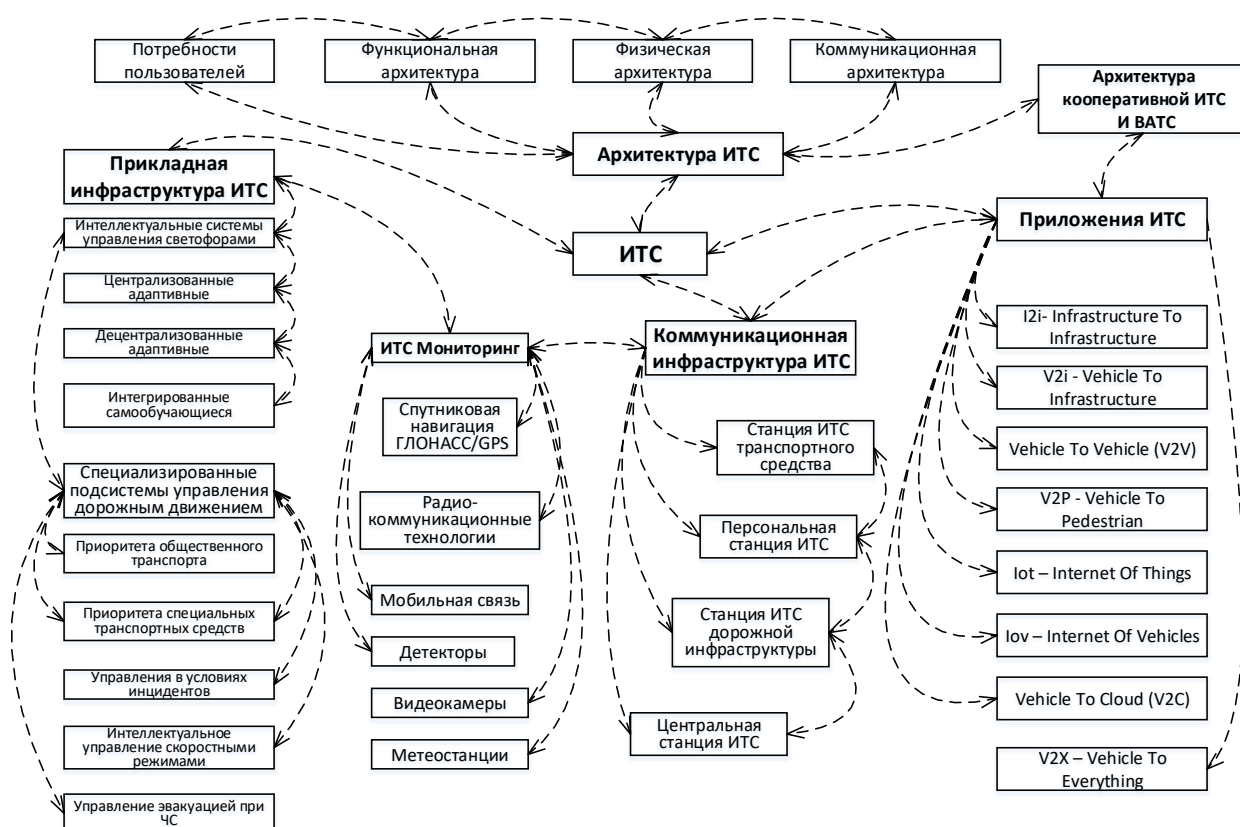 Потребности
пользователей
Функциональная
архитектура
Физическая
архитектура
Коммуникационная
архитектура
Архитектура
кооперативной ИТС
И ВАТС
Архитектура ИТС
Прикладная
инфраструктура ИТС
ИТС
Приложения ИТС
Интеллектуальные системы
управления светофорами
Централизованные
адаптивные
Децентрализованные
адаптивные
Интегрированные
самообучающиеся
Специализированные
подсистемы управления
дорожным движением
Приоритета общественного
транспорта
Приоритета специальных
транспортных средств
Управления в условиях
инцидентов
Интеллектуальное
управление скоростными
режимами
Управление эвакуацией при
ЧС
ИТС Мониторинг
Спутниковая
навигация
ГЛОНАСС/GPS
Радио-
коммуникационные
технологии
Мобильная связь
Детекторы
Видеокамеры
Метеостанции
Коммуникационная
инфраструктура ИТС
Станция ИТС
транспортного
средства
Персональная
станция ИТС
Станция ИТС
дорожной
инфраструктуры
Центральная
станция ИТС
I2i- Infrastructure To
Infrastructure
V2i - Vehicle To
Infrastructure
Vehicle To Vehicle (V2V)
V2P - Vehicle To
Pedestrian
Iot – Internet Of Things
Iov – Internet Of Vehicles
Vehicle To Cloud (V2C)
V2X – Vehicle To
Everything